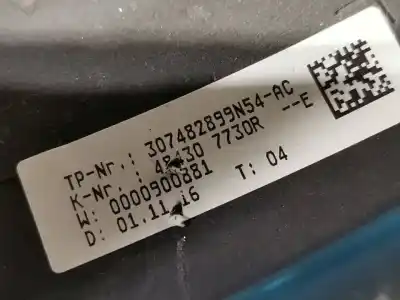 TP-Nr.: 307482899N54-AC
K-Nr.: 48430 7730R --E
W: 0000900881 T: 04
D: 01.11.16